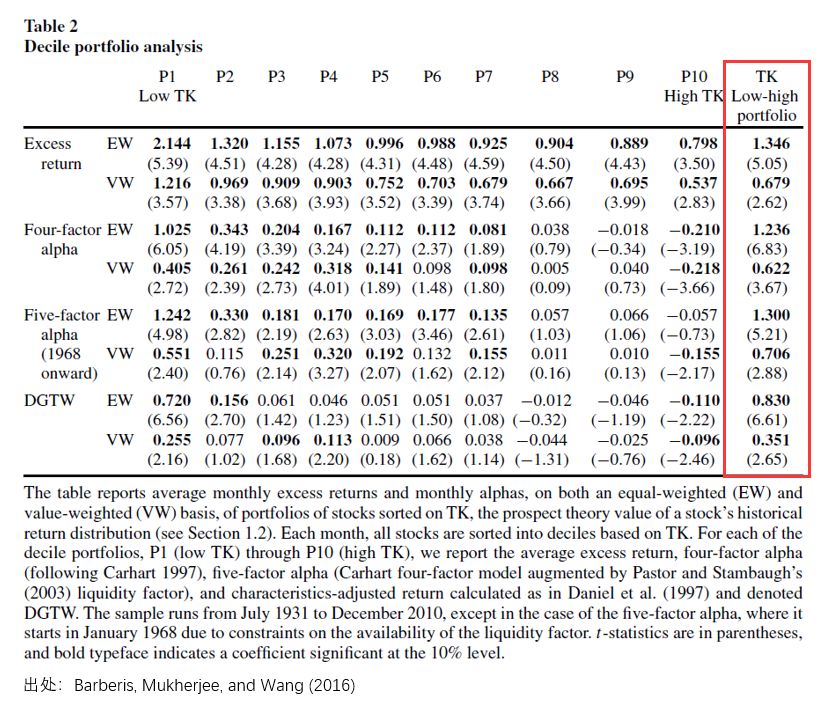 Table 2
Decile portfolio analysis
P1 P2 P3 P4 P5 P6 P7 P8 P9 P10 TK
Low TK High TK Low-high
portfolio
Excess EW 2.144 1.320 1.155 1.073 0.996 0.988 0.925 0.904 0.889 0.798 1.346
return (5.39) (4.51) (4.28) (4.28) (4.31) (4.48) (4.59) (4.50) (4.43) (3.50) (5.05)
VW 1.216 0.969 0.909 0.903 0.752 0.703 0.679 0.667 0.695 0.537 0.679
(3.57) (3.38) (3.68) (3.93) (3.52) (3.39) (3.74) (3.66) (3.99) (2.83) (2.62)
Four-factor EW 1.025 0.343 0.204 0.167 0.112 0.112 0.081 0.038 −0.018 −0.210 1.236
alpha (6.05) (4.19) (3.39) (3.24) (2.27) (2.37) (1.89) (0.79) (−0.34) (−3.19) (6.83)
VW 0.405 0.261 0.242 0.318 0.141 0.098 0.098 0.005 0.040 −0.218 0.622
(2.72) (2.39) (2.73) (4.01) (1.89) (1.48) (1.80) (0.09) (0.73) (−3.66) (3.67)
Five-factor EW 1.242 0.330 0.181 0.170 0.169 0.177 0.135 0.057 0.066 −0.057 1.300
alpha (4.98) (2.82) (2.19) (2.63) (3.03) (3.46) (2.61) (1.03) (1.06) (−0.73) (5.21)
(1968 VW 0.551 0.115 0.251 0.320 0.192 0.132 0.155 0.011 0.010 −0.155 0.706
onward) (2.40) (0.76) (2.14) (3.27) (2.07) (1.62) (2.12) (0.16) (0.13) (−2.17) (2.88)
DGTW EW 0.720 0.156 0.061 0.046 0.051 0.051 0.037 −0.012 −0.046 −0.110 0.830
(6.56) (2.70) (1.42) (1.23) (1.51) (1.50) (1.08) (−0.32) (−1.19) (−2.22) (6.61)
VW 0.255 0.077 0.096 0.113 0.009 0.066 0.038 −0.044 −0.025 −0.096 0.351
(2.16) (1.02) (1.68) (2.20) (0.18) (1.62) (1.14) (−1.31) (−0.76) (−2.46) (2.65)
The table reports average monthly excess returns and monthly alphas, on both an equal-weighted (EW) and
value-weighted (VW) basis, of portfolios of stocks sorted on TK, the prospect theory value of a stock's historical
return distribution (see Section 1.2). Each month, all stocks are sorted into deciles based on TK. For each of the
decile portfolios, P1 (low TK) through P10 (high TK), we report the average excess return, four-factor alpha
(following Carhart 1997), five-factor alpha (Carhart four-factor model augmented by Pastor and Stambaugh's
(2003) liquidity factor), and characteristics-adjusted return calculated as in Daniel et al. (1997) and denoted
DGTW. The sample runs from July 1931 to December 2010, except in the case of the five-factor alpha, where it
starts in January 1968 due to constraints on the availability of the liquidity factor. t-statistics are in parentheses,
and bold typeface indicates a coefficient significant at the 10% level.
出处：Barberis, Mukherjee, and Wang (2016)